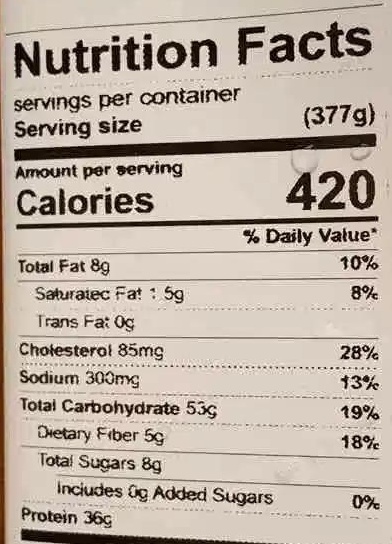 Nutrition Facts
servings per container
Serving size (377g)
Amount per serving
Calories 420
% Daily Value*
Total Fat 8g 10%
Saturated Fat 1.5g 8%
Trans Fat 0g
Cholesterol 85mg 28%
Sodium 300mg 13%
Total Carbohydrate 53g 19%
Dietary Fiber 5g 18%
Total Sugars 8g
Includes 0g Added Sugars 0%
Protein 36g